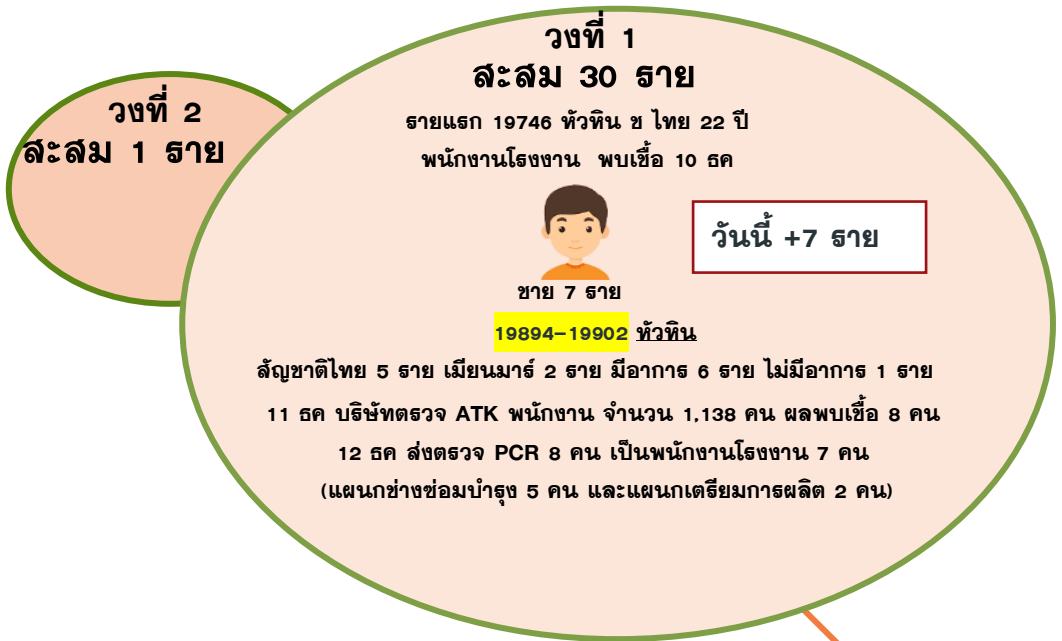 วงที่ 1
สะสม 30 ราย
วงที่ 2
สะสม 1 ราย
รายแรก 19746 หัวหิน ช ไทย 22 ปี
พนักงานโรงงาน พบเชื้อ 10 ธค
วันนี้ +7 ราย
ชาย 7 ราย
19894-19902 หัวหิน
สัญชาติไทย 5 ราย เมียนมาร์ 2 ราย มีอาการ 6 ราย ไม่มีอาการ 1 ราย
11 ธค บริษัทตรวจ ATK พนักงาน จำนวน 1,138 คน ผลพบเชื้อ 8 คน
12 ธค ส่งตรวจ PCR 8 คน เป็นพนักงานโรงงาน 7 คน
(แผนกช่างซ่อมบำรุง 5 คน และแผนกเตรียมการผลิต 2 คน)